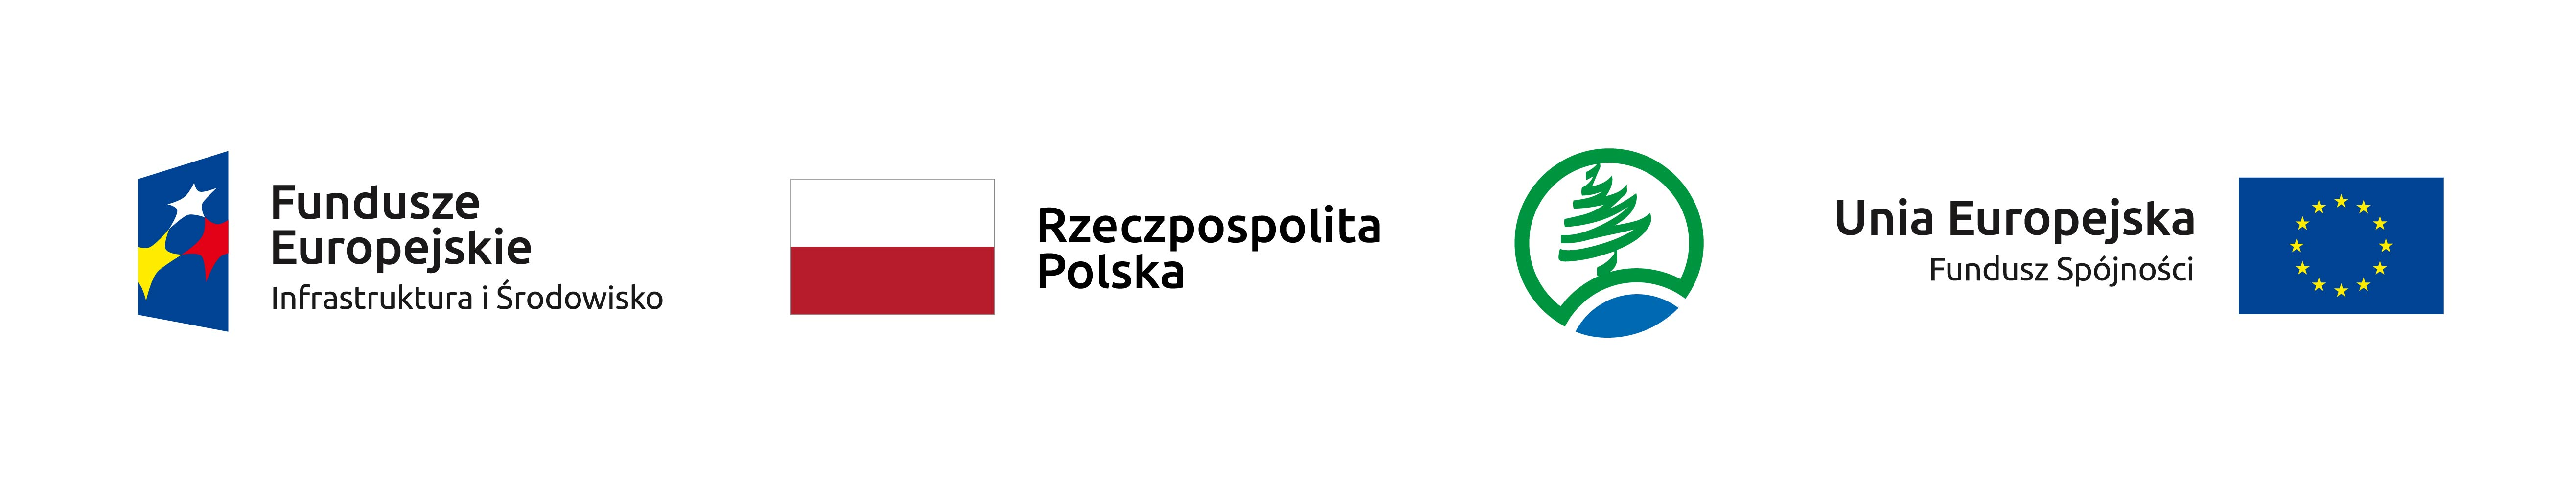 Fundusze
Europejskie
Infrastruktura i Środowisko
Rzeczpospolita
Polska
Unia Europejska
Fundusz Spójności